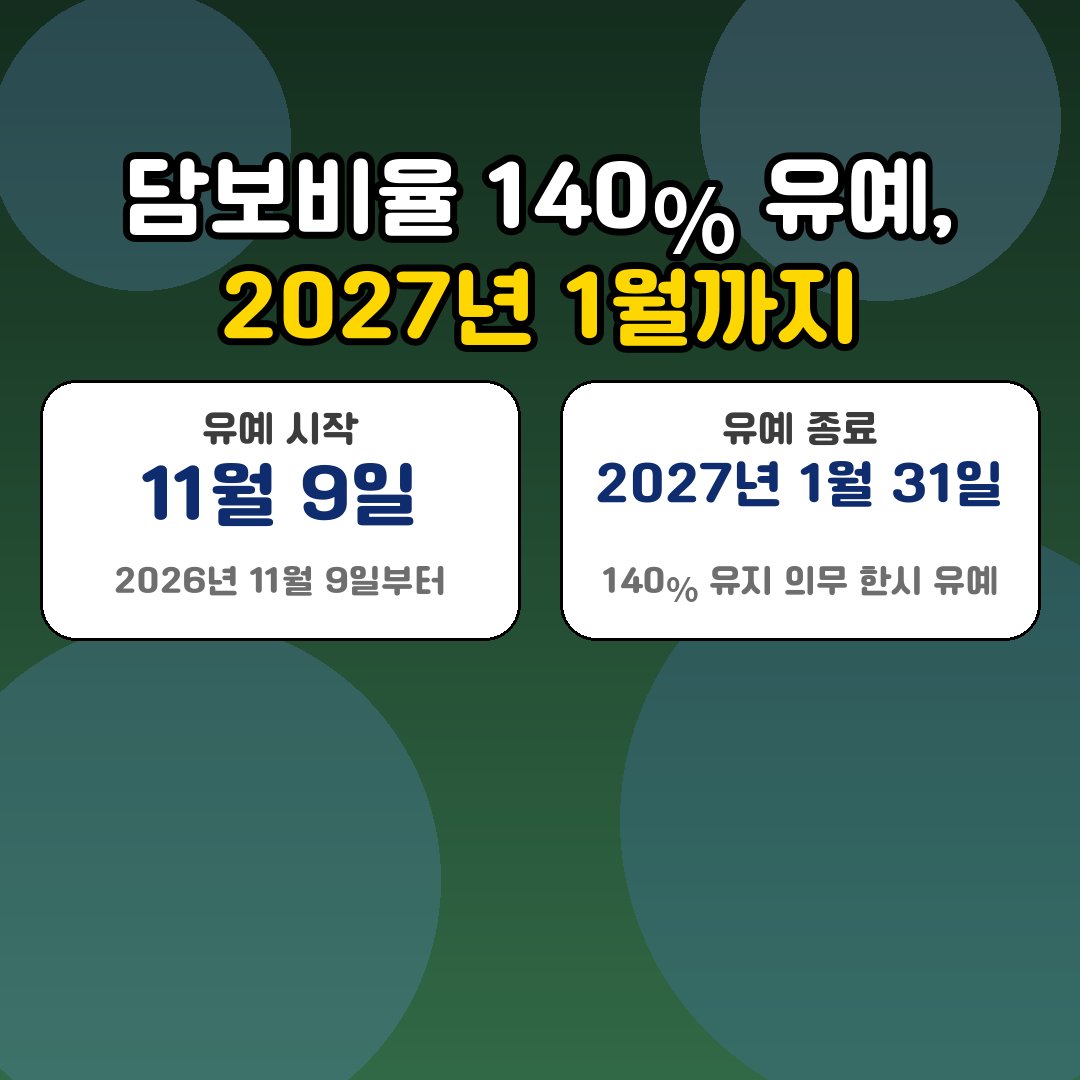 담보비율 140% 유예,
2027년 1월까지
유예 시작
11월 9일
2026년 11월 9일부터
유예 종료
2027년 1월 31일
140% 유지 의무 한시 유예